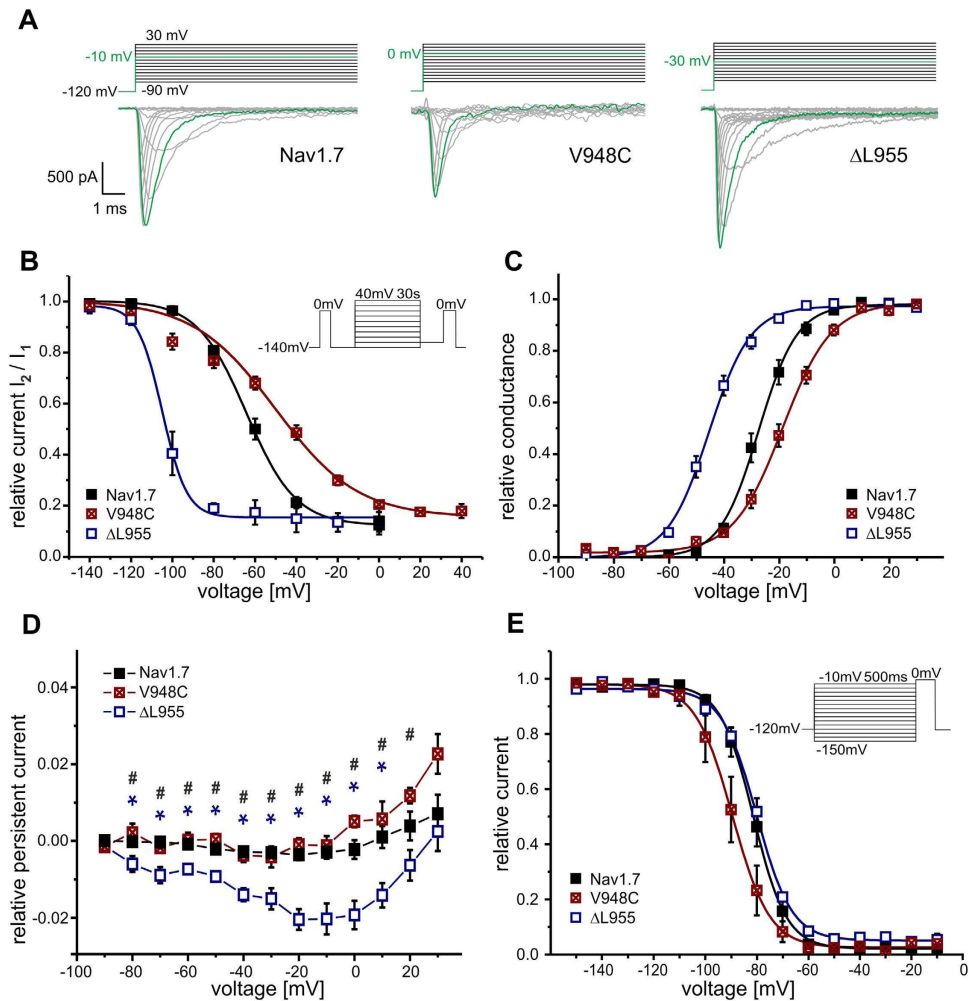 A
30 mV
-10 mV
-120 mV
-90 mV
0 mV
-30 mV
Nav1.7
V948C
ΔL955
500 pA
1 ms
B
relative current I2 / I1
1.0
0.8
0.6
0.4
0.2
0.0
-140 -120 -100 -80 -60 -40 -20 0 20 40
voltage [mV]
0mV 40mV 30s 0mV
-140mV
Nav1.7
V948C
ΔL955
C
relative conductance
1.0
0.8
0.6
0.4
0.2
0.0
-100 -80 -60 -40 -20 0 20 40
voltage [mV]
Nav1.7
V948C
ΔL955
D
relative persistent current
0.04
0.02
0.00
-0.02
-100 -80 -60 -40 -20 0 20
voltage [mV]
Nav1.7
V948C
ΔL955
# # # # # # # # # # #
* * * * * * * * * *
E
relative current
1.0
0.8
0.6
0.4
0.2
0.0
-140 -120 -100 -80 -60 -40 -20 0
voltage [mV]
-10mV 500ms 0mV
-120mV
-150mV
Nav1.7
V948C
ΔL955